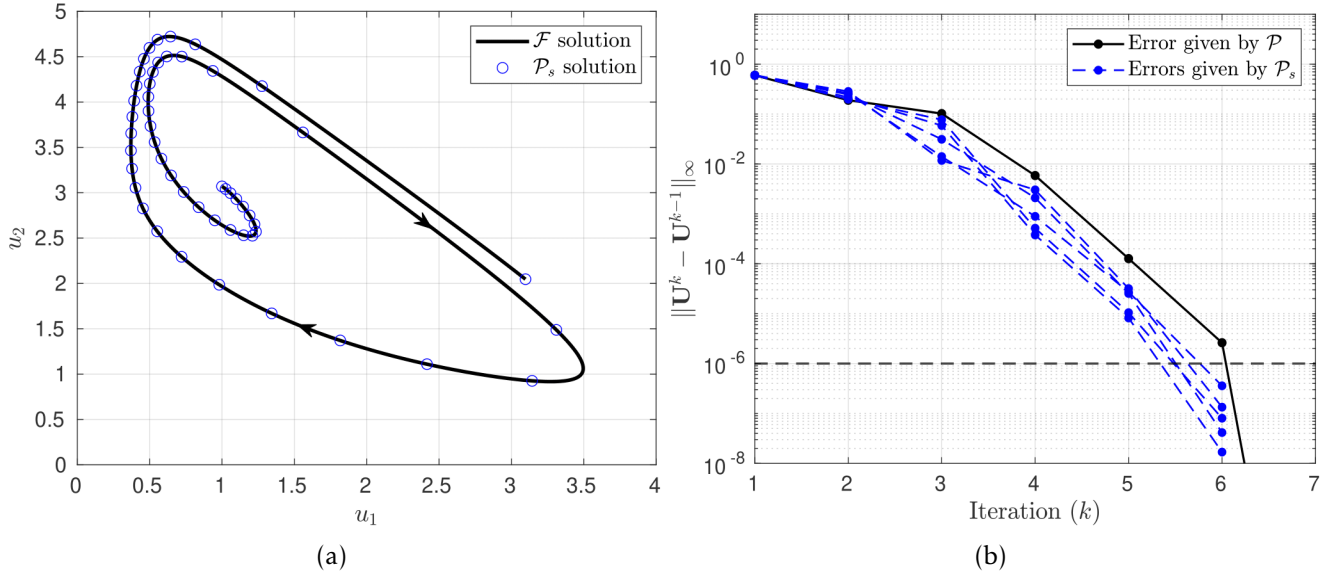 5
4.5
4
3.5
3
2.5
2
1.5
1
0.5
0
u₂
0 0.5 1 1.5 2 2.5 3 3.5 4
u₁
ℱ solution
𝒫ₛ solution
(a)
10⁰
10⁻²
10⁻⁴
10⁻⁶
10⁻⁸
‖𝐔ᵏ − 𝐔ᵏ⁻¹‖∞
1 2 3 4 5 6 7
Iteration (k)
Error given by 𝒫
Errors given by 𝒫ₛ
(b)